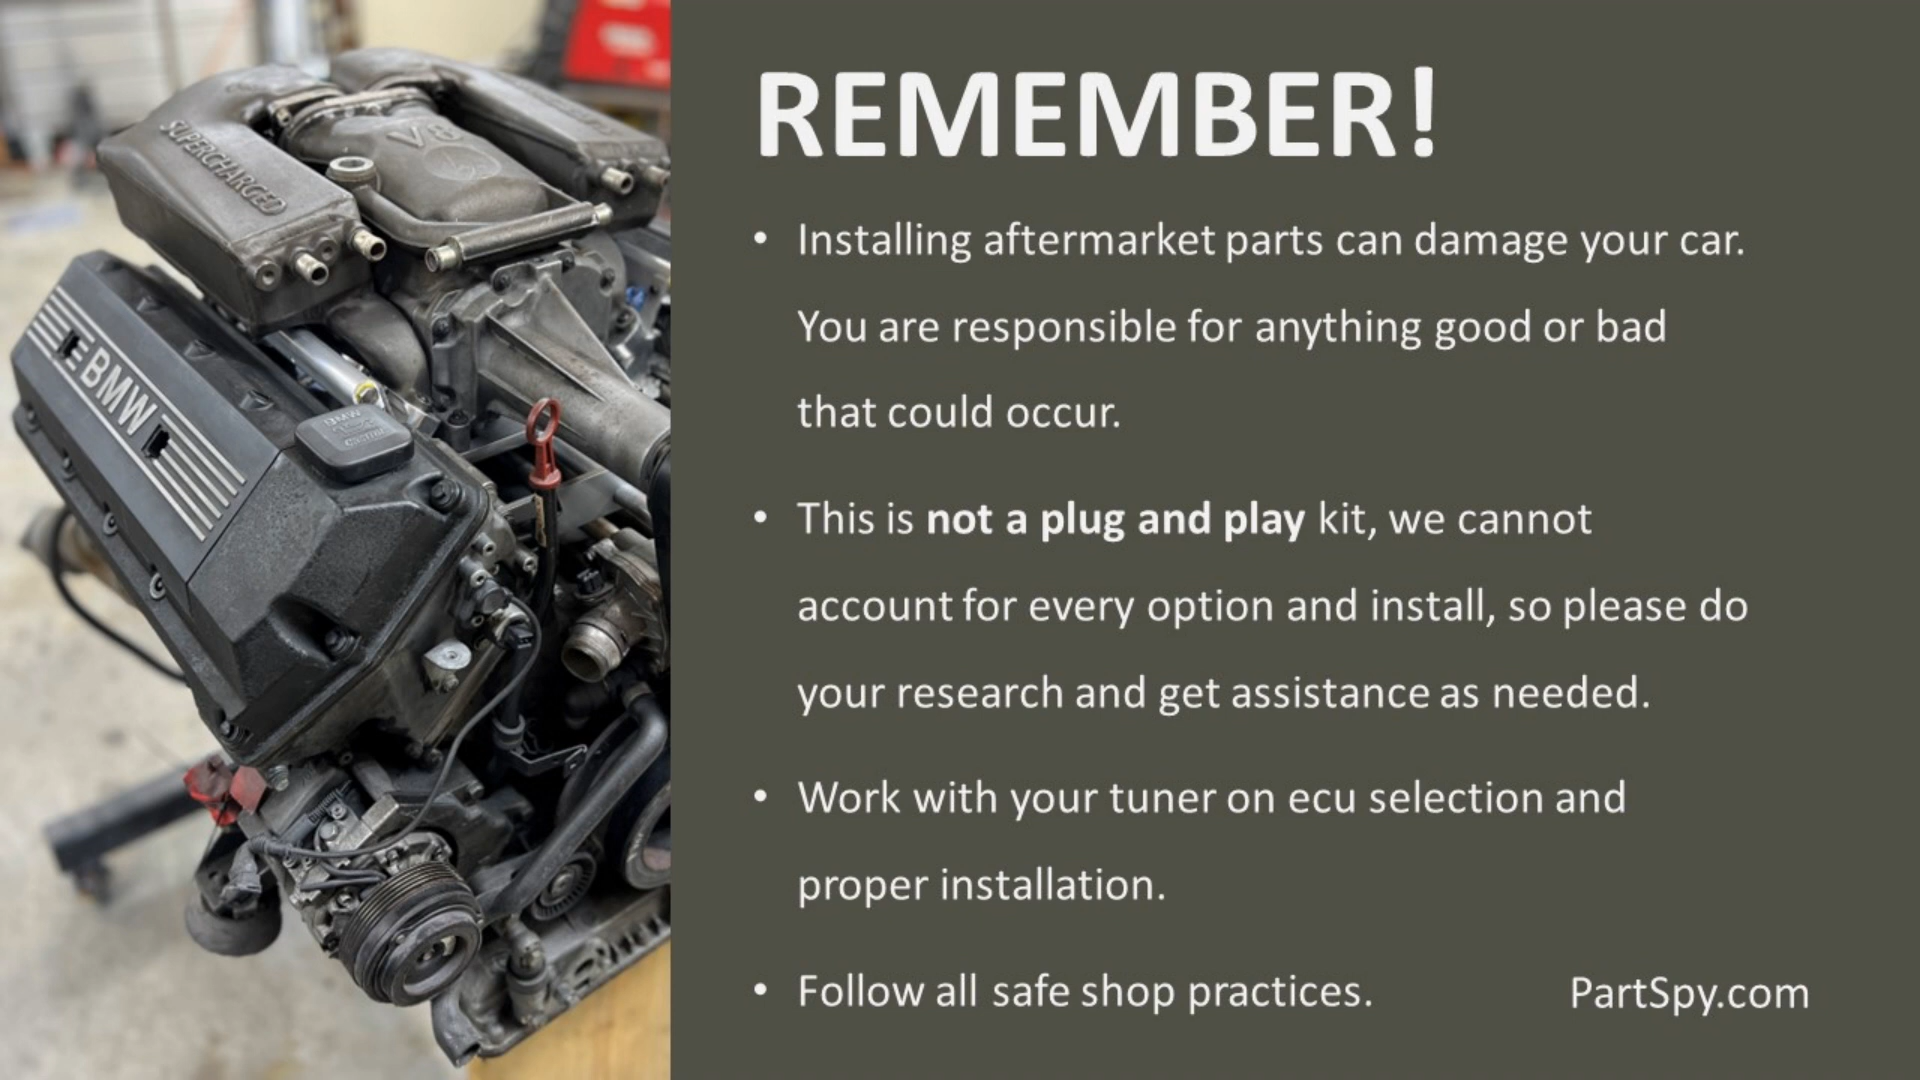 SUPERCHARGED
V8
BMW
BMW
REMEMBER!
• Installing aftermarket parts can damage your car.
You are responsible for anything good or bad
that could occur.
• This is not a plug and play kit, we cannot
account for every option and install, so please do
your research and get assistance as needed.
• Work with your tuner on ecu selection and
proper installation.
• Follow all safe shop practices.
PartSpy.com